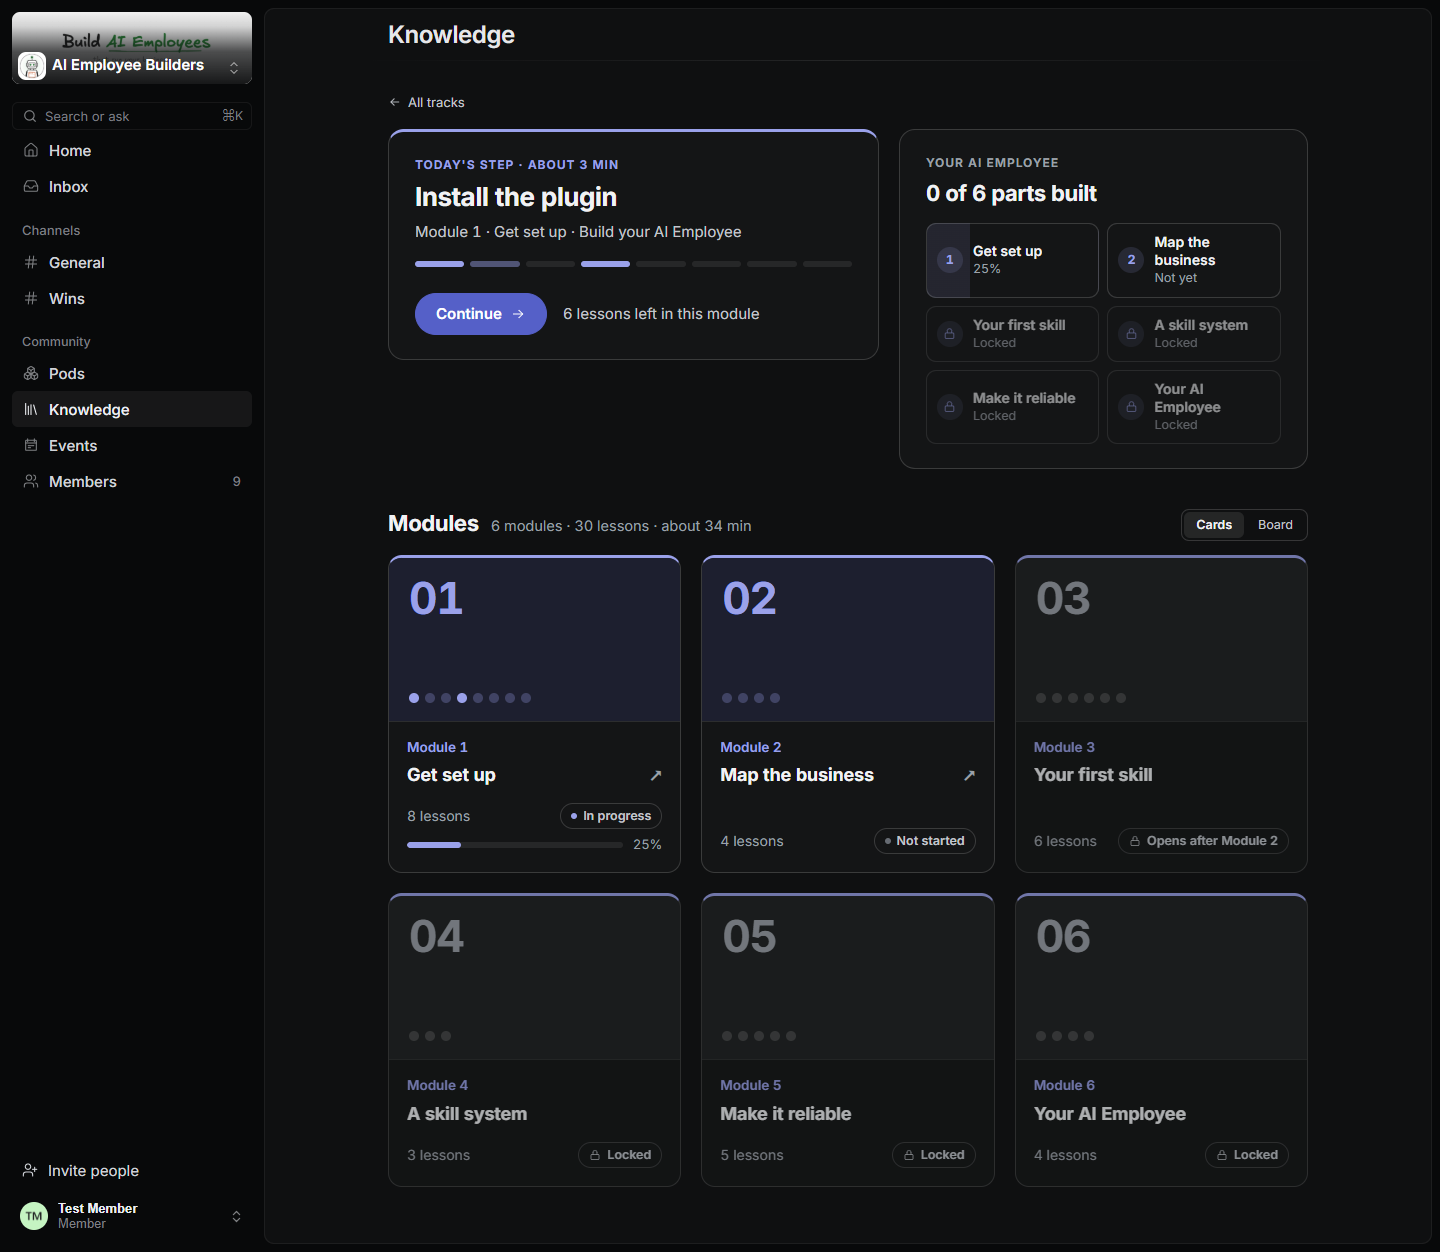 Build AI Employees
AI Employee Builders
Search or ask
⌘K
Home
Inbox
Channels
General
Wins
Community
Pods
Knowledge
Events
Members
9
Invite people
TM
Test Member
Member
Knowledge
← All tracks
TODAY'S STEP · ABOUT 3 MIN
Install the plugin
Module 1 · Get set up · Build your AI Employee
Continue →
6 lessons left in this module
YOUR AI EMPLOYEE
0 of 6 parts built
1
Get set up
25%
2
Map the
business
Not yet
Your first skill
Locked
A skill system
Locked
Make it reliable
Locked
Your AI
Employee
Locked
Modules
6 modules · 30 lessons · about 34 min
Cards
Board
01
Module 1
Get set up
↗
8 lessons
In progress
25%
02
Module 2
Map the business
↗
4 lessons
Not started
03
Module 3
Your first skill
6 lessons
Opens after Module 2
04
Module 4
A skill system
3 lessons
Locked
05
Module 5
Make it reliable
5 lessons
Locked
06
Module 6
Your AI Employee
4 lessons
Locked